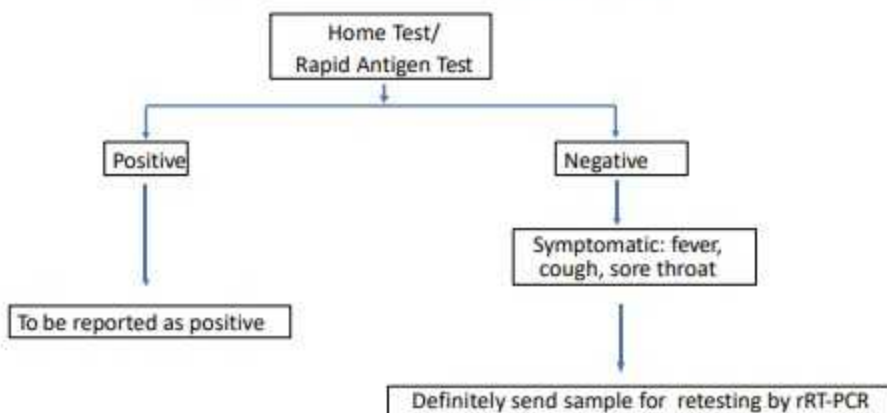 Home Test/
Rapid Antigen Test
Positive
Negative
Symptomatic: fever,
cough, sore throat
To be reported as positive
Definitely send sample for retesting by rRT-PCR